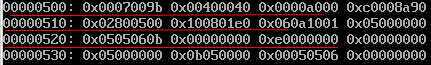 00000500: 0x0007009b 0x00400040 0x0000a000 0xc0008a90
00000510: 0x02800500 0x100801e0 0x060a1001 0x05000000
00000520: 0x0505060b 0x00000000 0xe0000000 0x00000000
00000530: 0x05000000 0x0b050000 0x00050506 0x00000000